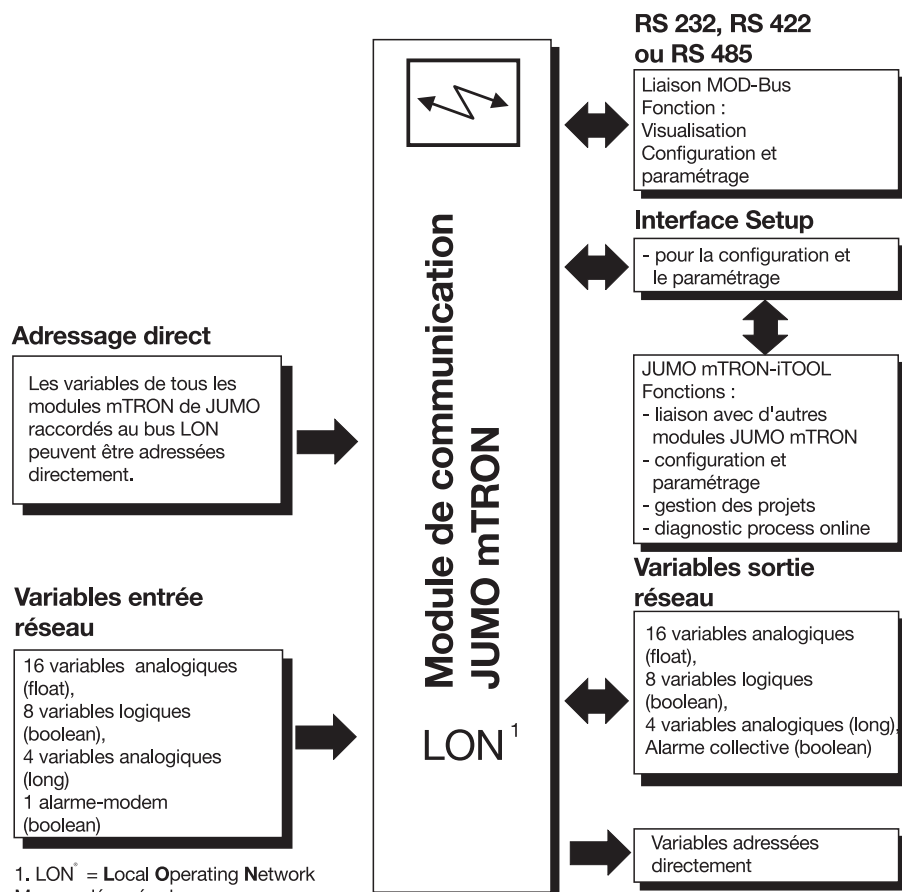 RS 232, RS 422
ou RS 485
Liaison MOD-Bus
Fonction :
Visualisation
Configuration et
paramétrage
Interface Setup
- pour la configuration et
le paramétrage
JUMO mTRON-iTOOL
Fonctions :
- liaison avec d'autres
modules JUMO mTRON
- configuration et
paramétrage
- gestion des projets
- diagnostic process online
Adressage direct
Les variables de tous les
modules mTRON de JUMO
raccordés au bus LON
peuvent être adressées
directement.
Module de communication
JUMO mTRON
LON¹
Variables entrée
réseau
16 variables analogiques
(float),
8 variables logiques
(boolean),
4 variables analogiques
(long)
1 alarme-modem
(boolean)
Variables sortie
réseau
16 variables analogiques
(float),
8 variables logiques
(boolean),
4 variables analogiques (long),
Alarme collective (boolean)
Variables adressées
directement
1. LON® = Local Operating Network